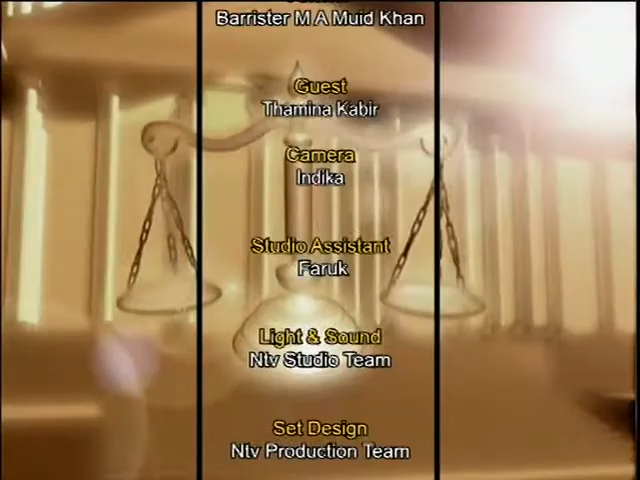 Barrister M A Muid Khan
Guest
Thamina Kabir
Camera
Indika
Studio Assistant
Faruk
Light & Sound
Ntv Studio Team
Set Design
Ntv Production Team